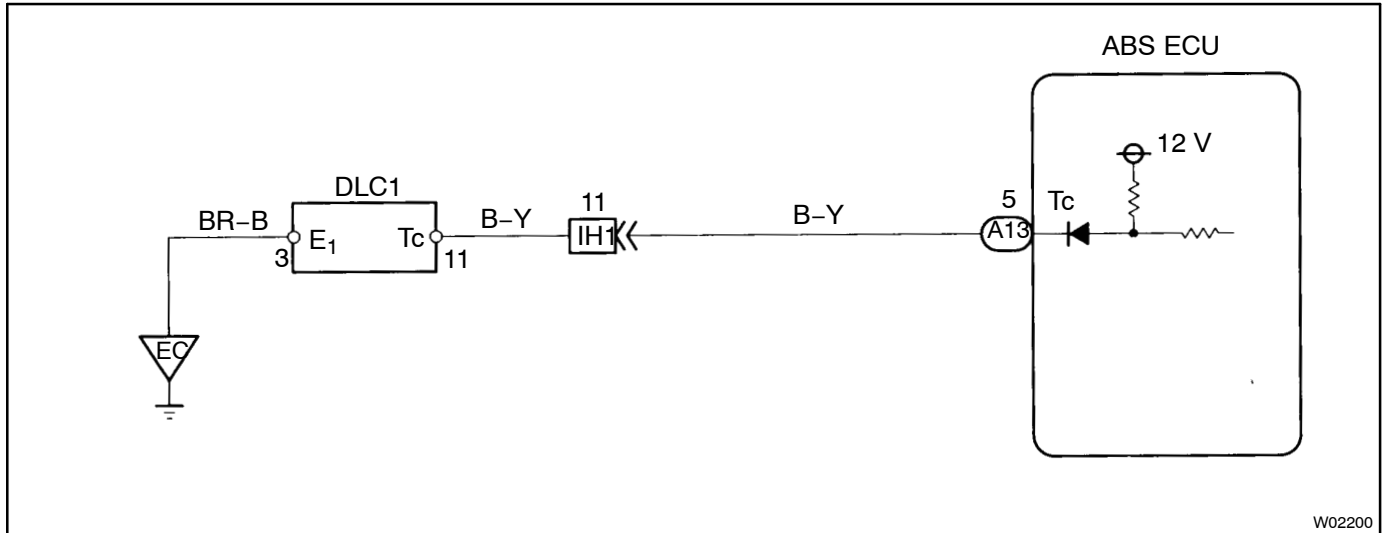 ABS ECU
12 V
DLC1
11
5
Tc
BR–B
B–Y
B–Y
E1
Tc
IH1
A13
3
11
EC
W02200